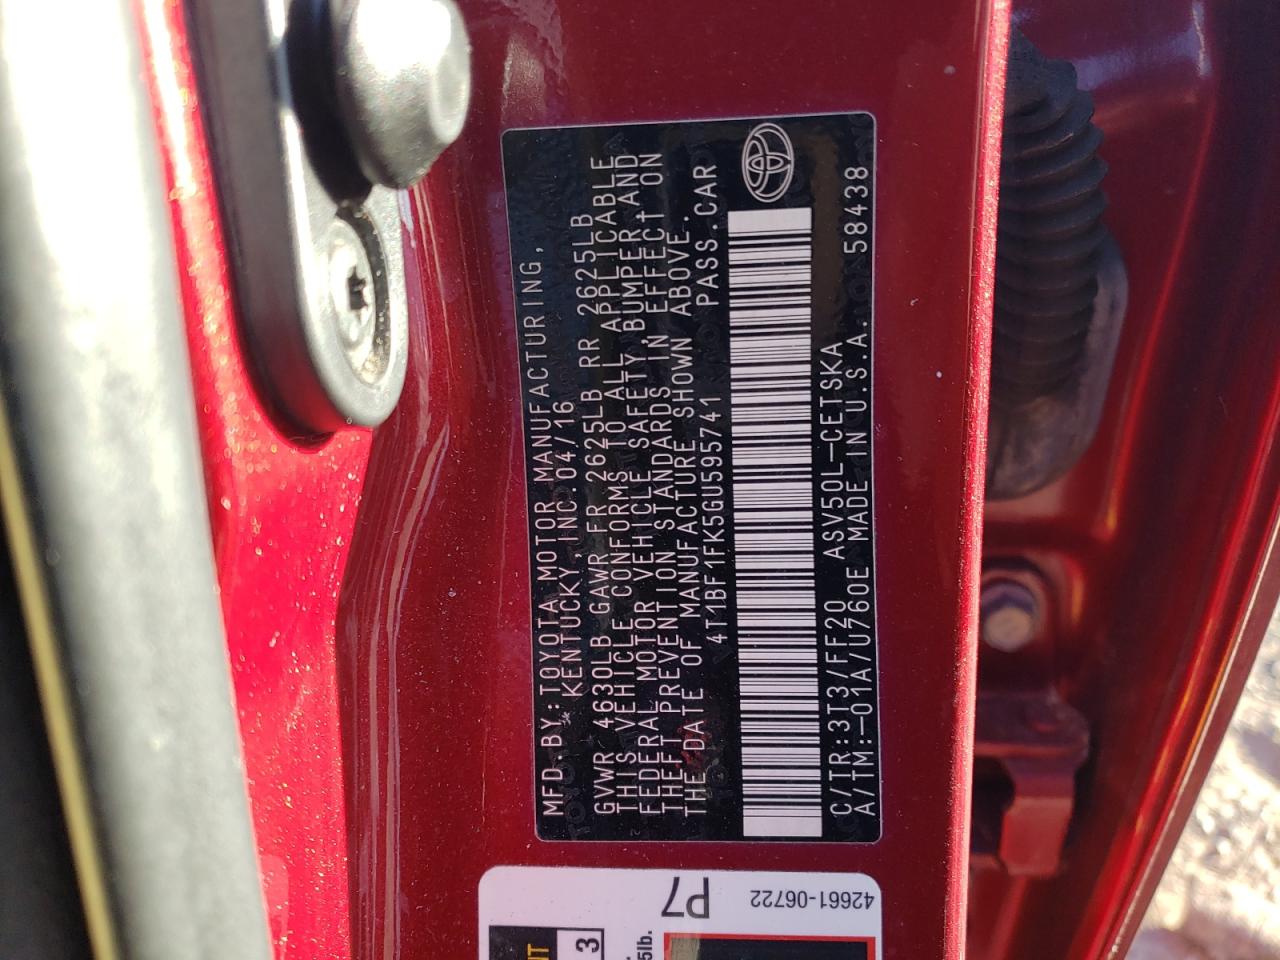 MFD.BY:TOYOTA MOTOR MANUFACTURING,
KENTUCKY,INC.04/16
GVWR 4630LB GAWR FR 2625LB RR 2625LB
THIS VEHICLE CONFORMS TO ALL APPLICABLE
FEDERAL MOTOR VEHICLE SAFETY,BUMPER,AND
THEFT PREVENTION STANDARDS IN EFFECT ON
THE DATE OF MANUFACTURE SHOWN ABOVE.
4T1BF1FK5GU595741 PASS.CAR
C/TR:3T3/FF20 ASV50L-CETSKA
A/TM:-01A/U760E MADE IN U.S.A. 58438
P7
42661-06722
3
5lb.